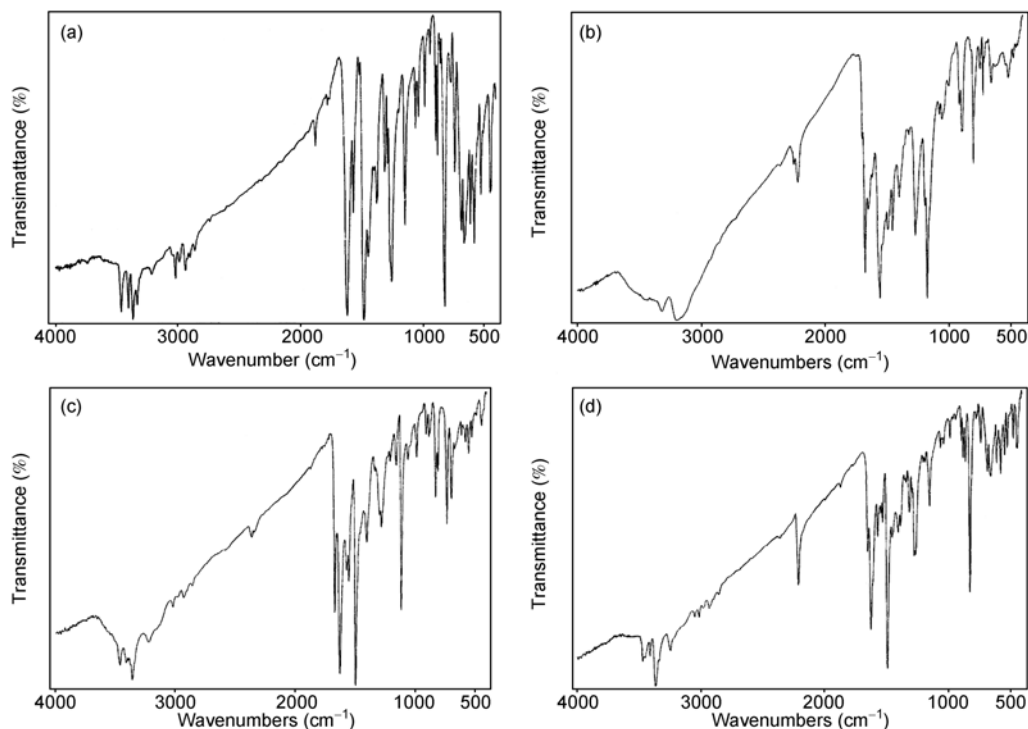 (a)
Transimattance (%)
4000 3000 2000 1000 500
Wavenumber (cm⁻¹)
(b)
Transmittance (%)
4000 3000 2000 1000 500
Wavenumbers (cm⁻¹)
(c)
Transmittance (%)
4000 3000 2000 1000 500
Wavenumbers (cm⁻¹)
(d)
Transmittance (%)
4000 3000 2000 1000 500
Wavenumbers (cm⁻¹)